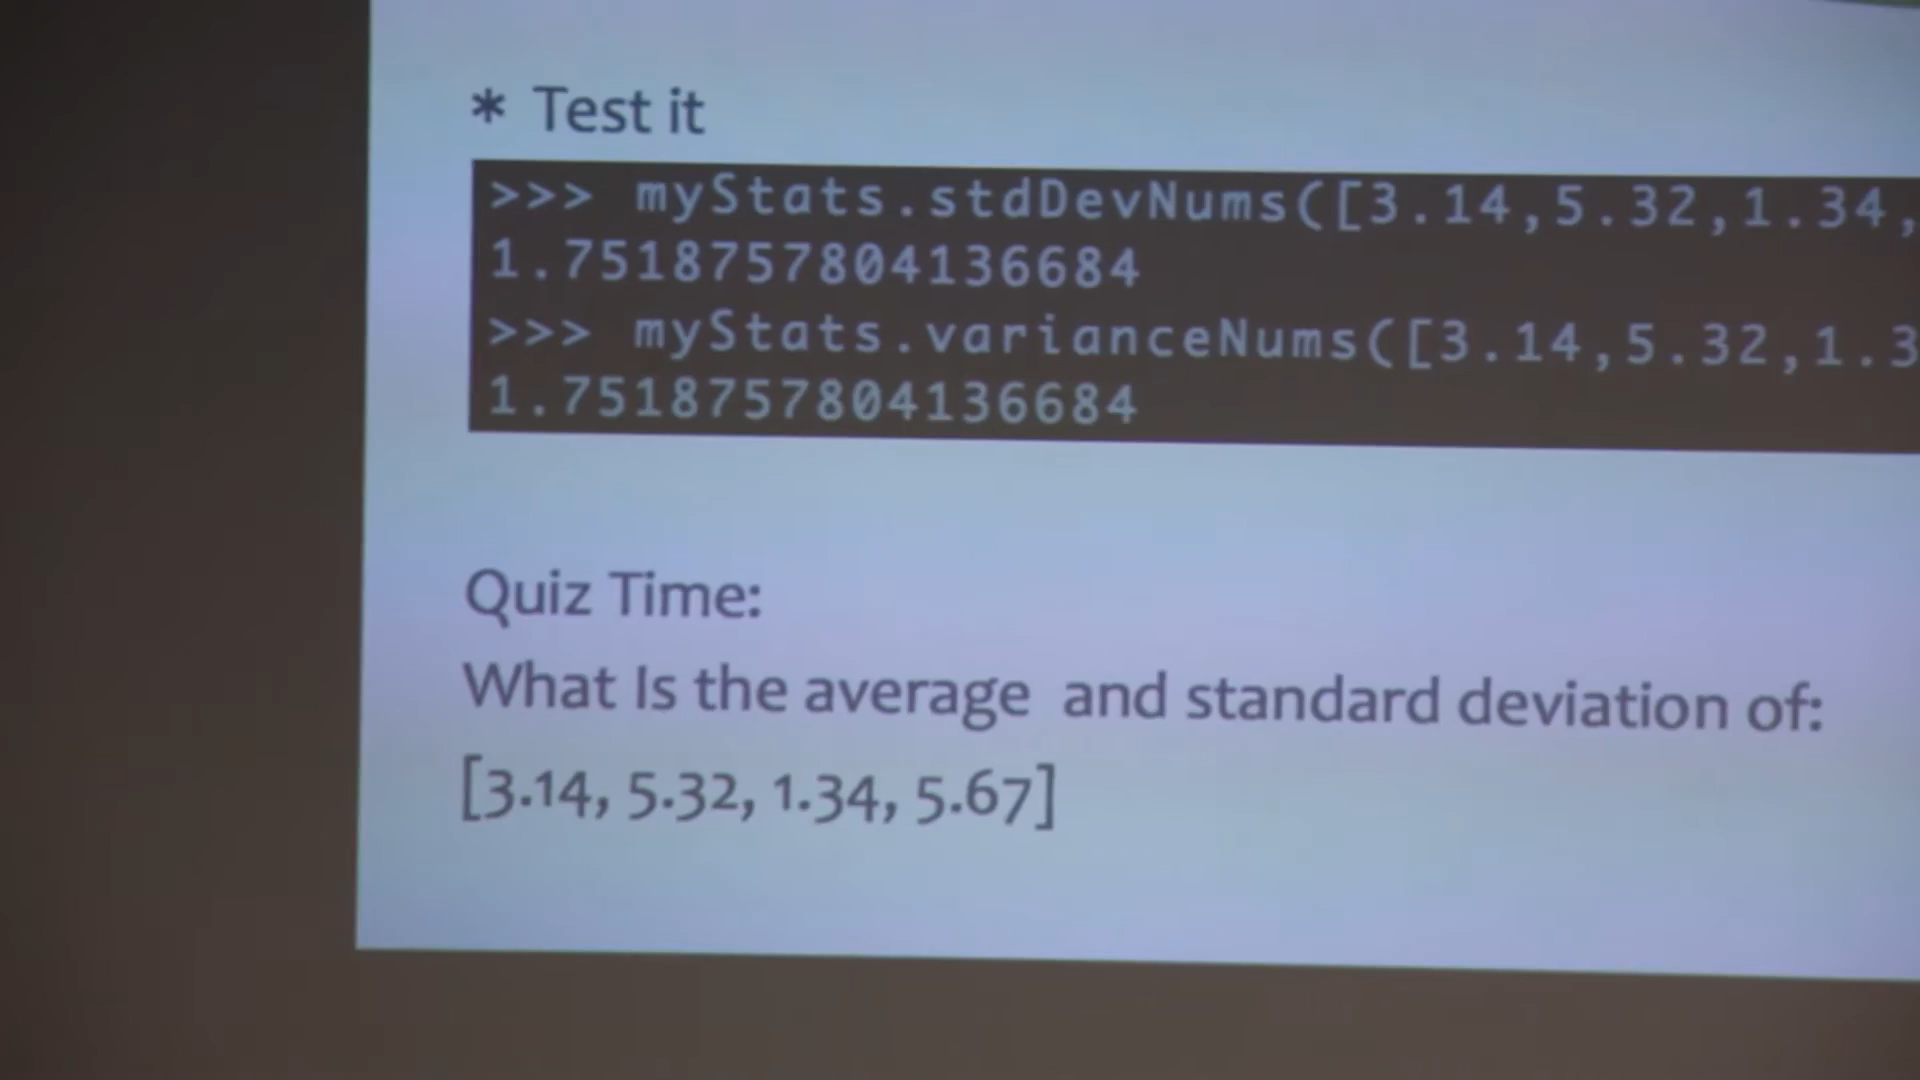 * Test it
>>> myStats.stdDevNums([3.14,5.32,1.34,
1.7518757804136684
>>> myStats.varianceNums([3.14,5.32,1.3
1.7518757804136684
Quiz Time:
What Is the average and standard deviation of:
[3.14, 5.32, 1.34, 5.67]